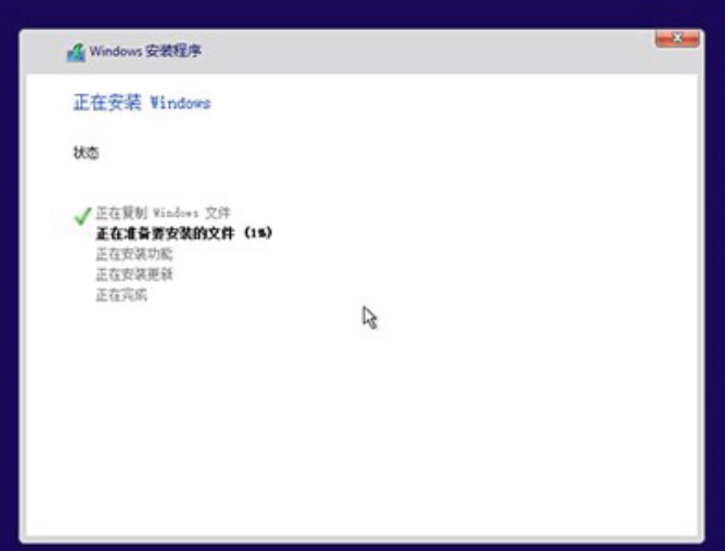 Windows 安装程序
正在安装 Windows
状态
正在复制 Windows 文件
正在准备要安装的文件 (1%)
正在安装功能
正在安装更新
正在完成